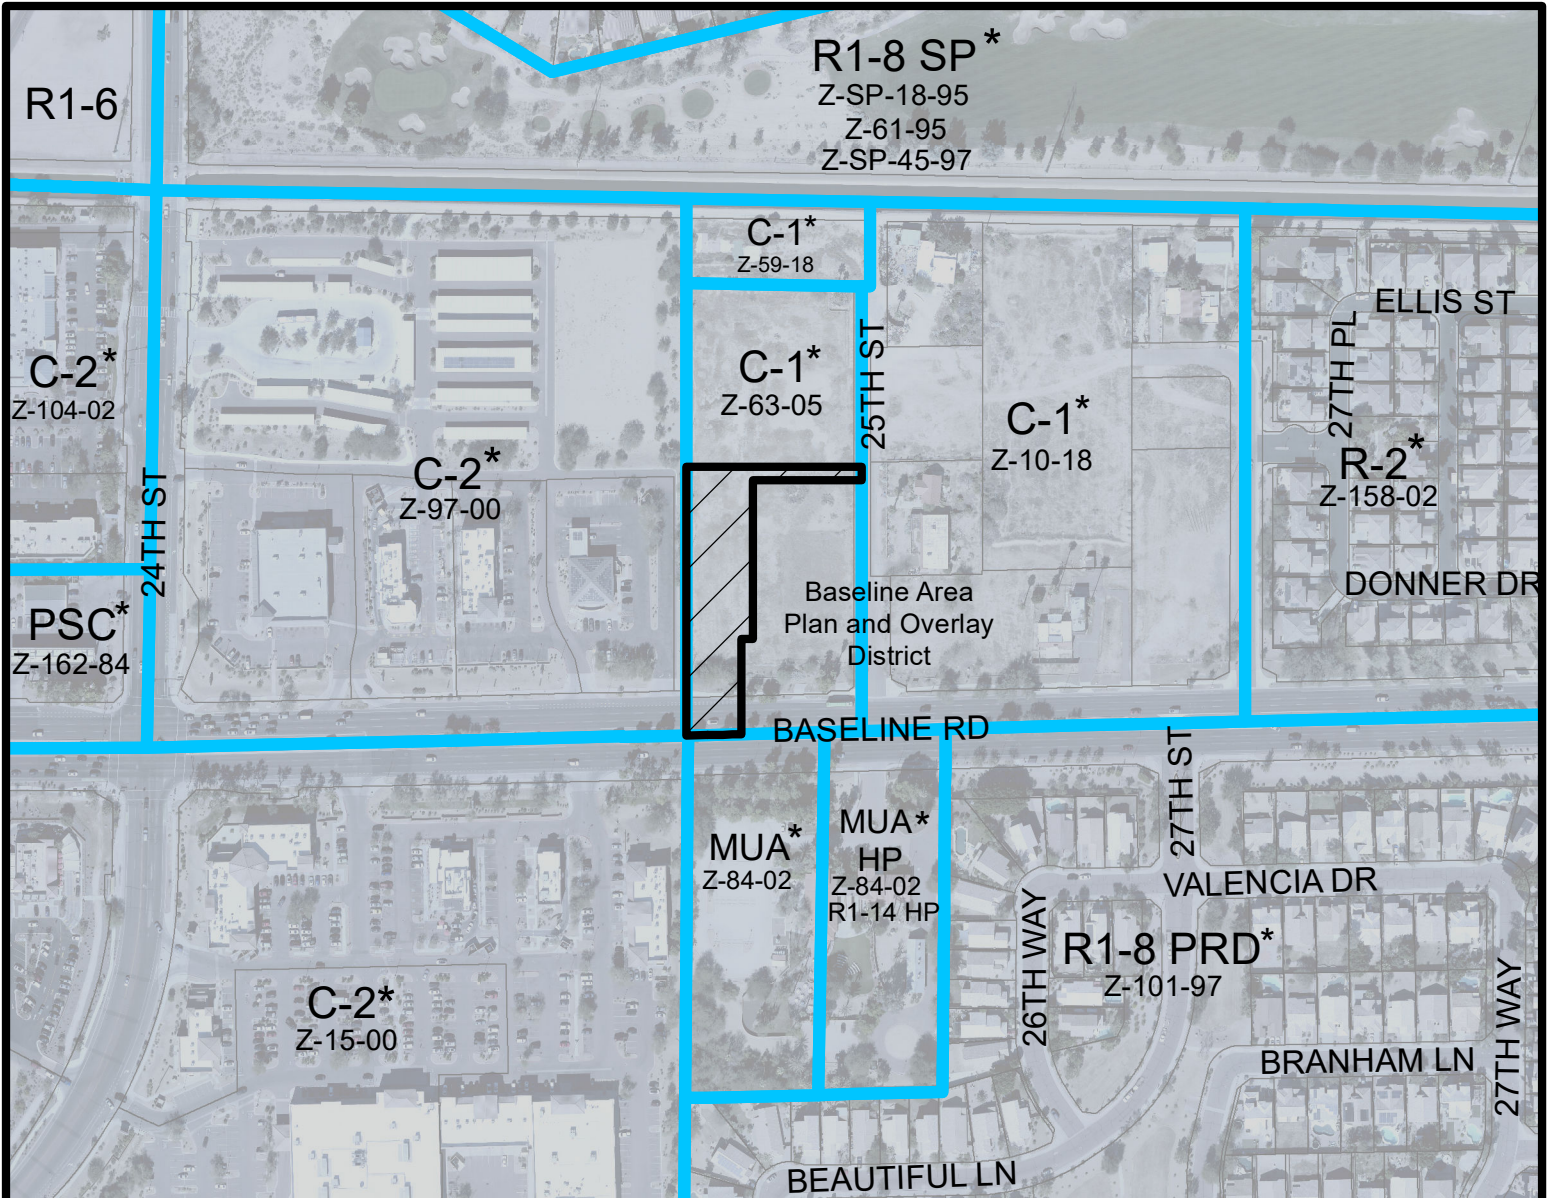 R1-8 SP*
Z-SP-18-95
Z-61-95
Z-SP-45-97
R1-6
C-1*
Z-59-18
ELLIS ST
27TH PL
25TH ST
C-2*
Z-104-02
C-1*
Z-63-05
C-1*
Z-10-18
R-2*
Z-158-02
C-2*
Z-97-00
24TH ST
DONNER DR
Baseline Area
Plan and Overlay
District
PSC*
Z-162-84
BASELINE RD
27TH ST
MUA*
Z-84-02
MUA*
HP
Z-84-02
R1-14 HP
VALENCIA DR
26TH WAY
R1-8 PRD*
Z-101-97
27TH WAY
C-2*
Z-15-00
BRANHAM LN
BEAUTIFUL LN